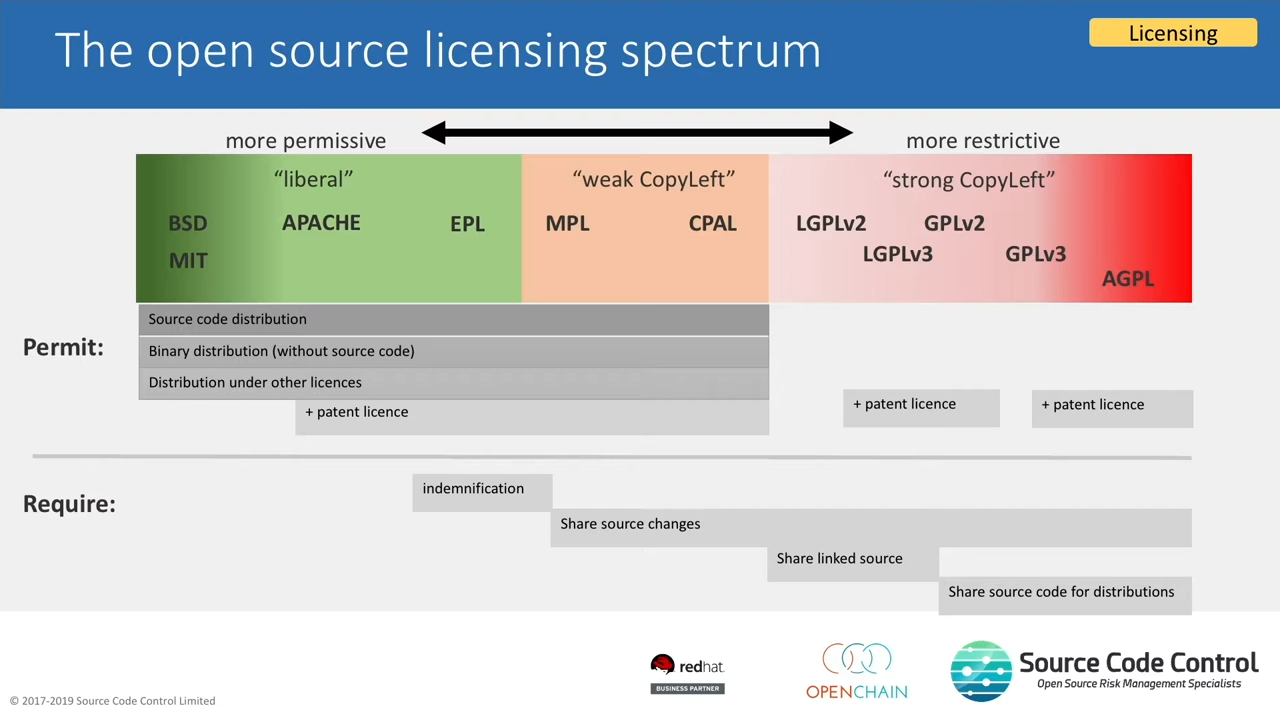 The open source licensing spectrum
Licensing
more permissive
more restrictive
“liberal”
“weak CopyLeft”
“strong CopyLeft”
BSD
APACHE
EPL
MPL
CPAL
LGPLv2
GPLv2
MIT
LGPLv3
GPLv3
AGPL
Permit:
Source code distribution
Binary distribution (without source code)
Distribution under other licences
+ patent licence
+ patent licence
+ patent licence
Require:
indemnification
Share source changes
Share linked source
Share source code for distributions
redhat.
BUSINESS PARTNER
OPENCHAIN
Source Code Control
Open Source Risk Management Specialists
© 2017-2019 Source Code Control Limited